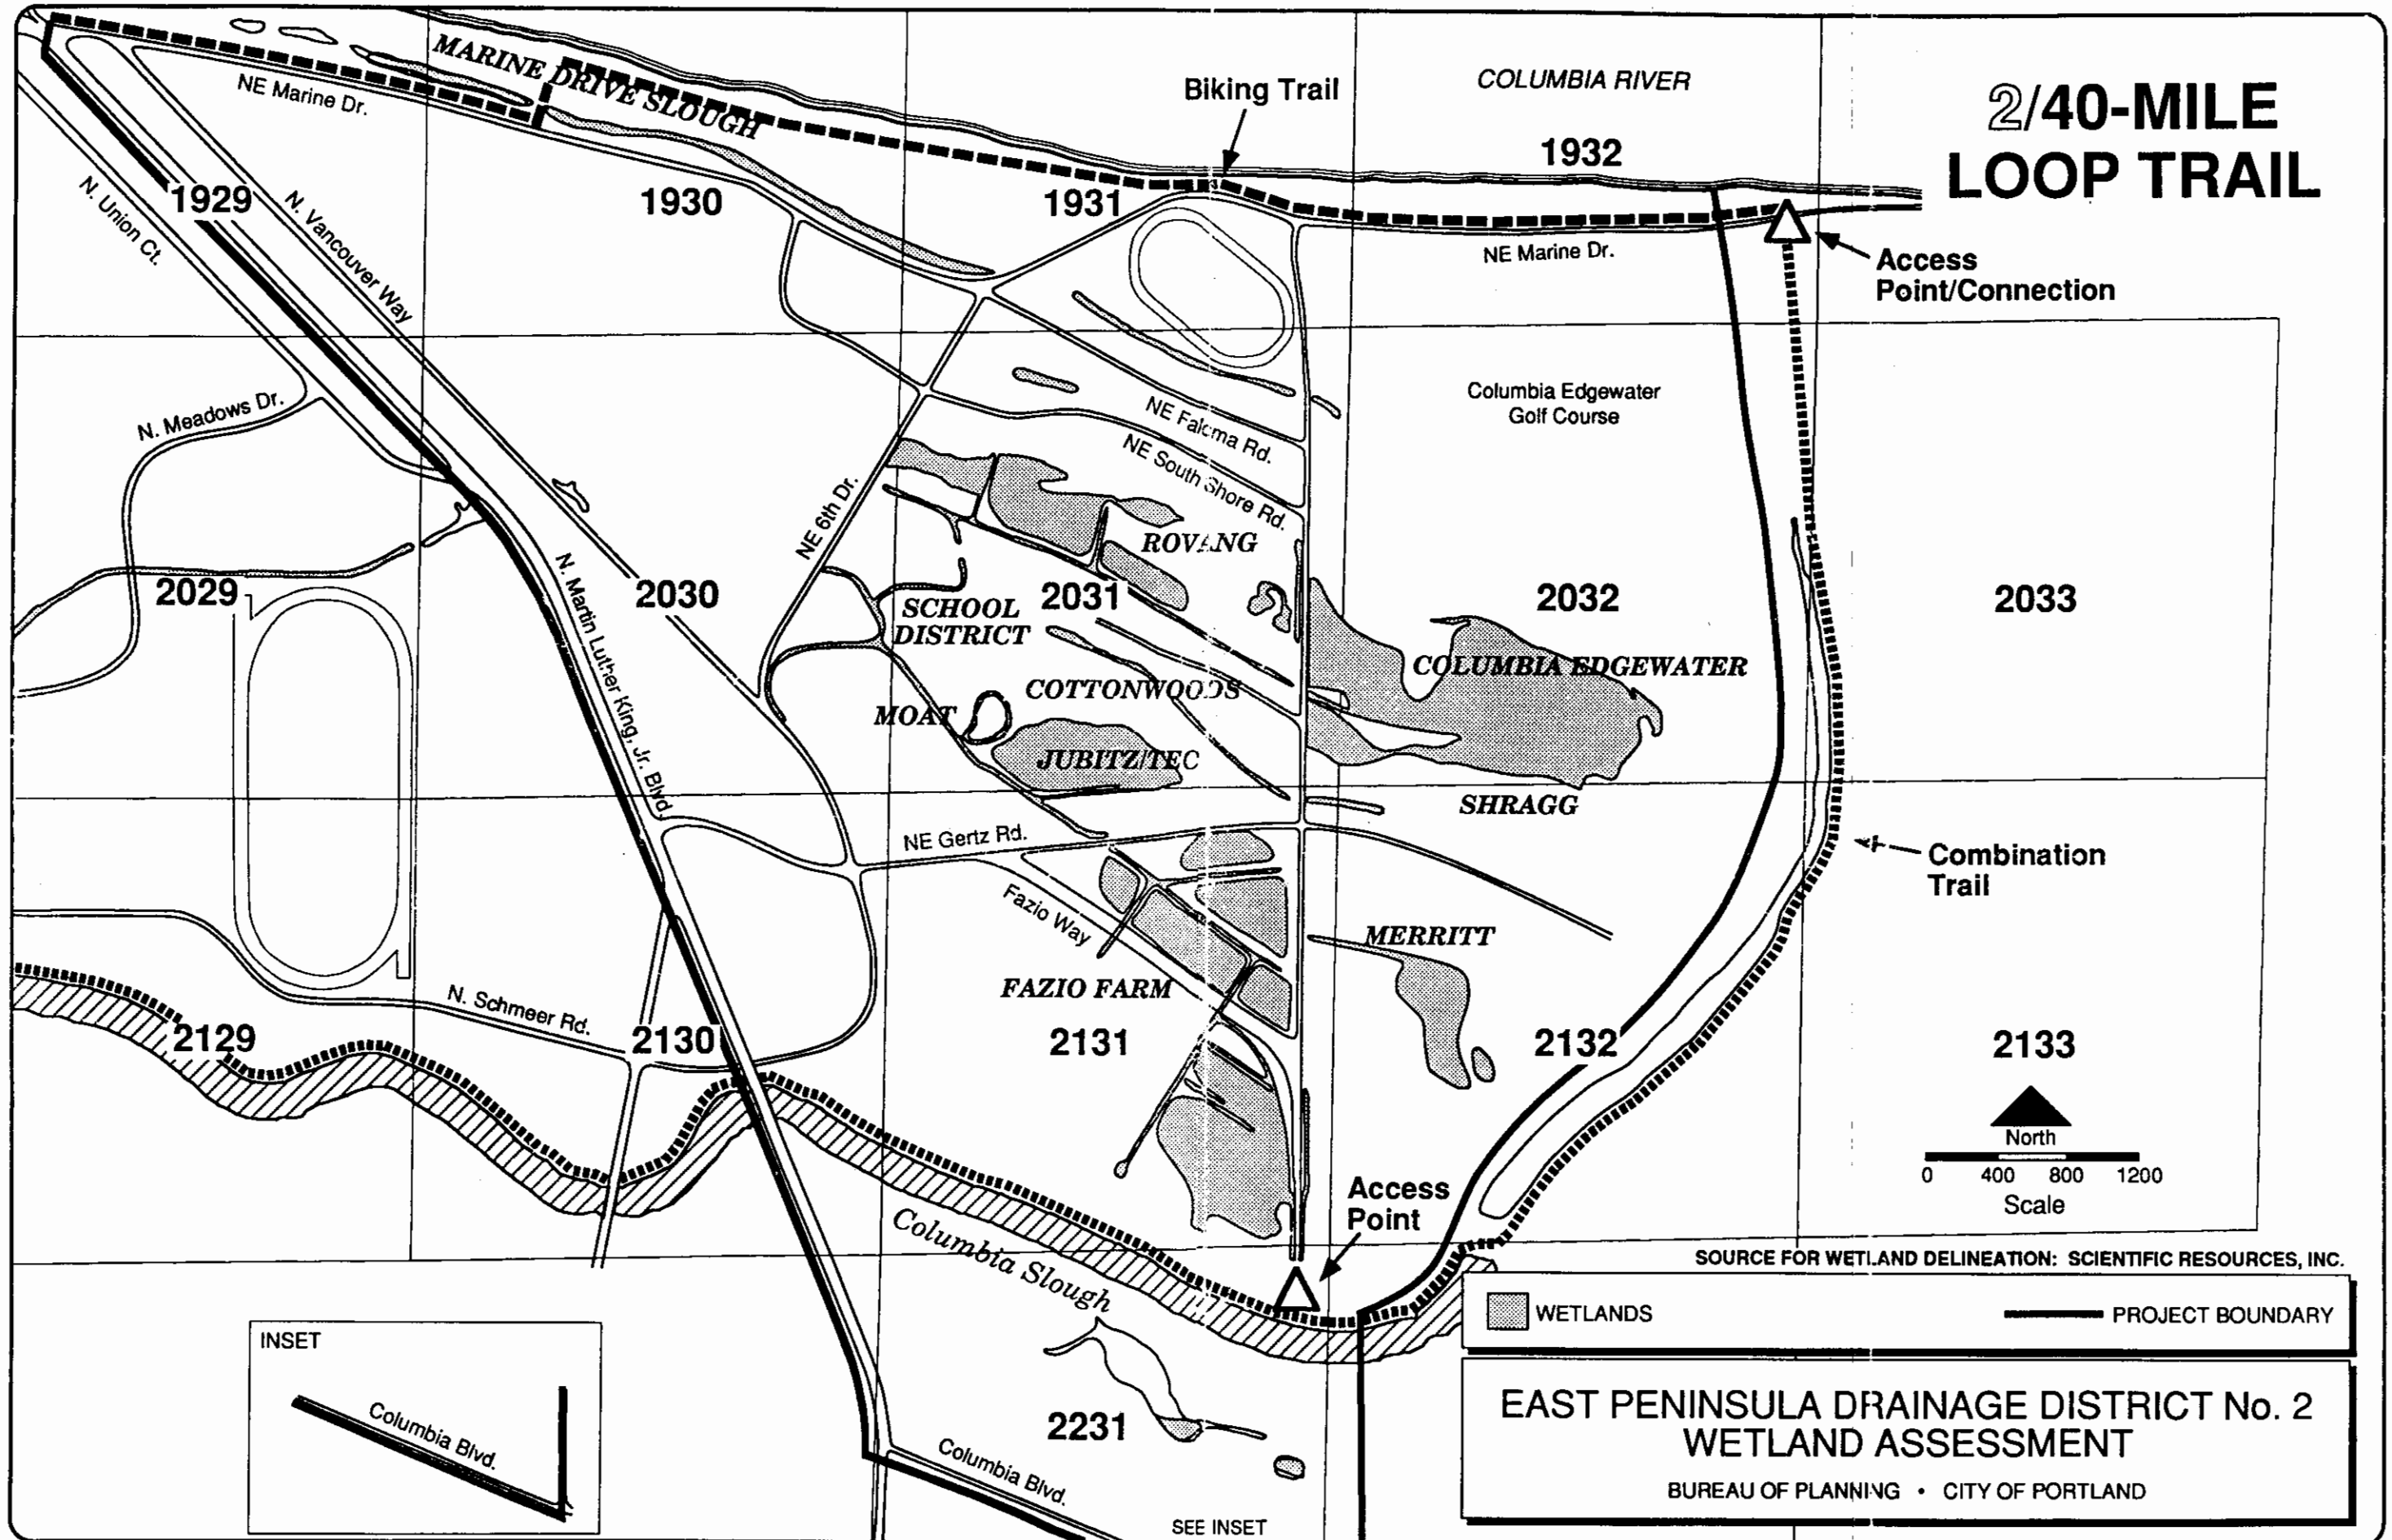 2/40-MILE
LOOP TRAIL
COLUMBIA RIVER
Biking Trail
MARINE DRIVE SLOUGH
NE Marine Dr.
1929
1930
1931
1932
N. Union Ct.
N. Vancouver Way
NE Marine Dr.
Access
Point/Connection
N. Meadows Dr.
Columbia Edgewater
Golf Course
NE Faloma Rd.
NE South Shore Rd.
NE 6th Dr.
ROVANG
2029
2030
SCHOOL
DISTRICT
2031
2032
2033
N. Martin Luther King, Jr. Blvd.
COLUMBIA EDGEWATER
COTTONWOODS
MOAT
JUBITZ/TEC
SHRAGG
NE Gertz Rd.
Combination
Trail
Fazio Way
MERRITT
FAZIO FARM
N. Schmeer Rd.
2129
2130
2131
2132
2133
North
0 400 800 1200
Scale
Access
Point
Columbia Slough
SOURCE FOR WETLAND DELINEATION: SCIENTIFIC RESOURCES, INC.
WETLANDS
PROJECT BOUNDARY
INSET
Columbia Blvd.
2231
Columbia Blvd.
SEE INSET
EAST PENINSULA DRAINAGE DISTRICT No. 2
WETLAND ASSESSMENT
BUREAU OF PLANNING • CITY OF PORTLAND